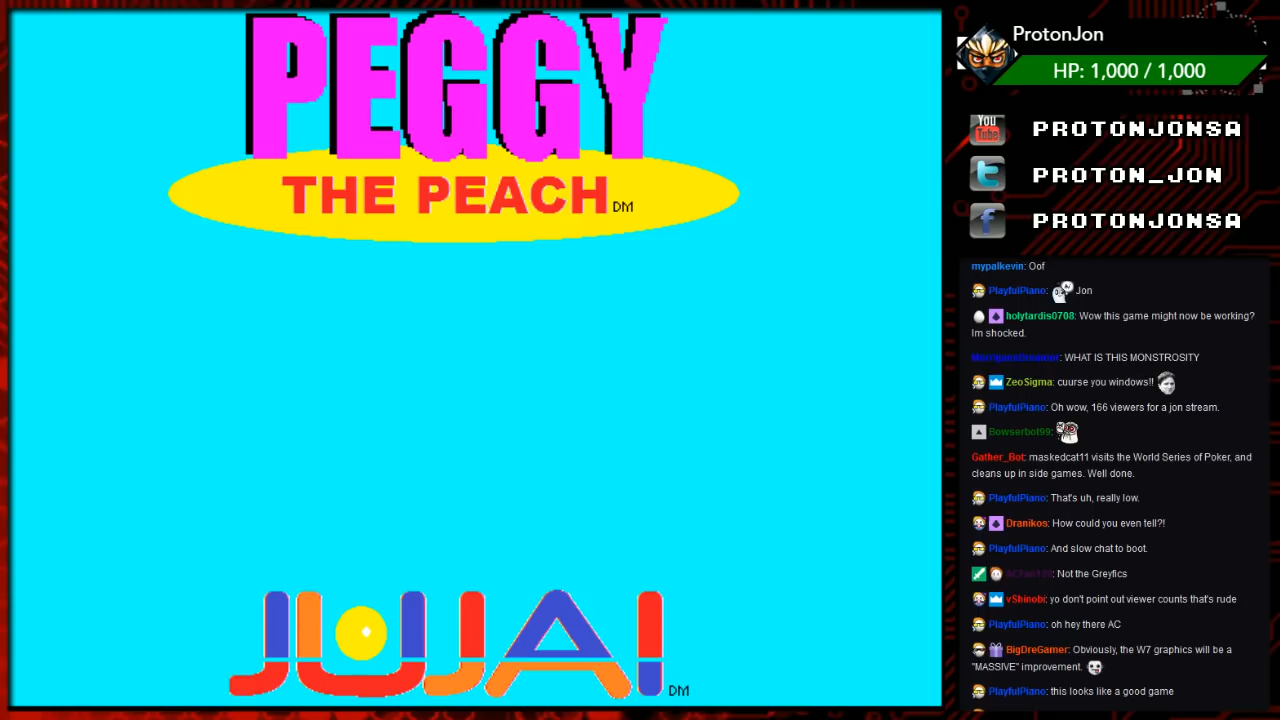 PEGGY
THE PEACH DM
JUJAI DM
ProtonJon
HP: 1,000 / 1,000
You Tube PROTONJONSA
PROTON_JON
PROTONJONSA
mypalkevin: Oof
PlayfulPiano: Jon
holytardis0708: Wow this game might now be working?
Im shocked.
: WHAT IS THIS MONSTROSITY
ZeoSigma: cuurse you windows!!
PlayfulPiano: Oh wow, 166 viewers for a jon stream.
Bowserbot99:
Gather_Bot: maskedcat11 visits the World Series of Poker, and
cleans up in side games. Well done.
PlayfulPiano: That's uh, really low.
Dranikos: How could you even tell?!
PlayfulPiano: And slow chat to boot.
: Not the Greyfics
vShinobi: yo don't point out viewer counts that's rude
PlayfulPiano: oh hey there AC
BigDreGamer: Obviously, the W7 graphics will be a
"MASSIVE" improvement.
PlayfulPiano: this looks like a good game